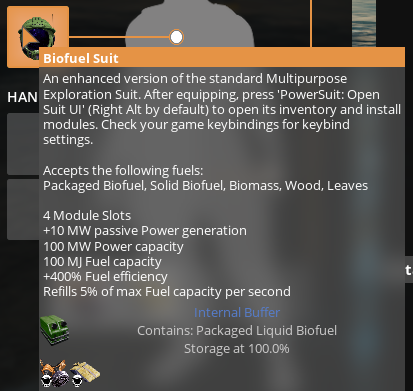 Biofuel Suit
An enhanced version of the standard Multipurpose
Exploration Suit. After equipping, press 'PowerSuit: Open
Suit UI' (Right Alt by default) to open its inventory and install
modules. Check your game keybindings for keybind
settings.
HAN
Accepts the following fuels:
Packaged Biofuel, Solid Biofuel, Biomass, Wood, Leaves
4 Module Slots
+10 MW passive Power generation
100 MW Power capacity
100 MJ Fuel capacity
+400% Fuel efficiency
Refills 5% of max Fuel capacity per second
Internal Buffer
Contains: Packaged Liquid Biofuel
Storage at 100.0%